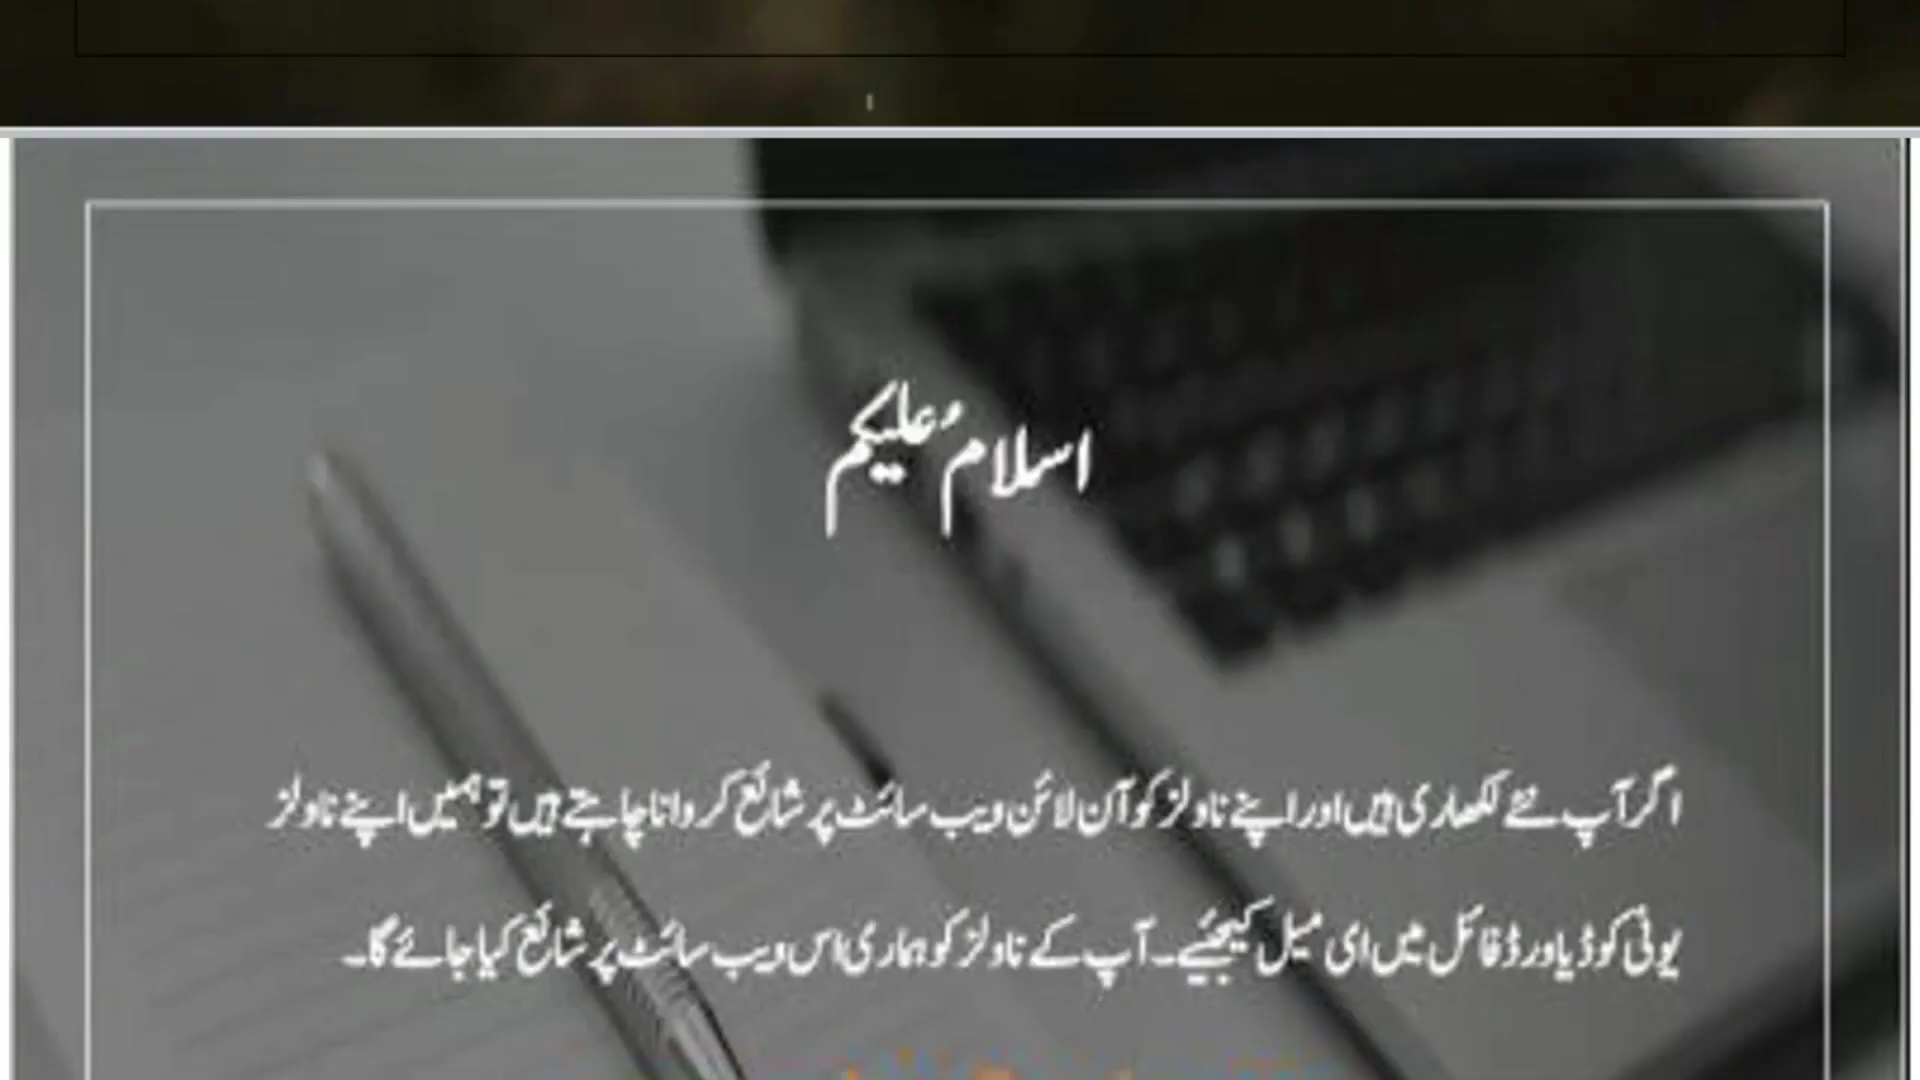 اسلام ُعلیکم
اگر آپ نئے لکھاری ہیں اور اپنے ناولز کو آن لائن ویب سائٹ پر شائع کروانا چاہتے ہیں تو ہمیں اپنے ناولز
یونی کوڈ یا ورڈ فائل میں ای میل کیجئیے۔ آپ کے ناولز کو ہماری اس ویب سائٹ پر شائع کیا جائے گا۔